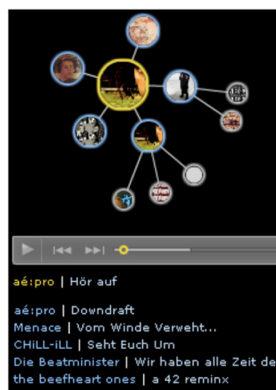 aé:pro | Hör auf
aé:pro | Downdraft
Menace | Vom Winde Verweht...
CHiLL-iLL | Seht Euch Um
Die Beatminister | Wir haben alle Zeit de
the beefheart ones | a 42 reminx